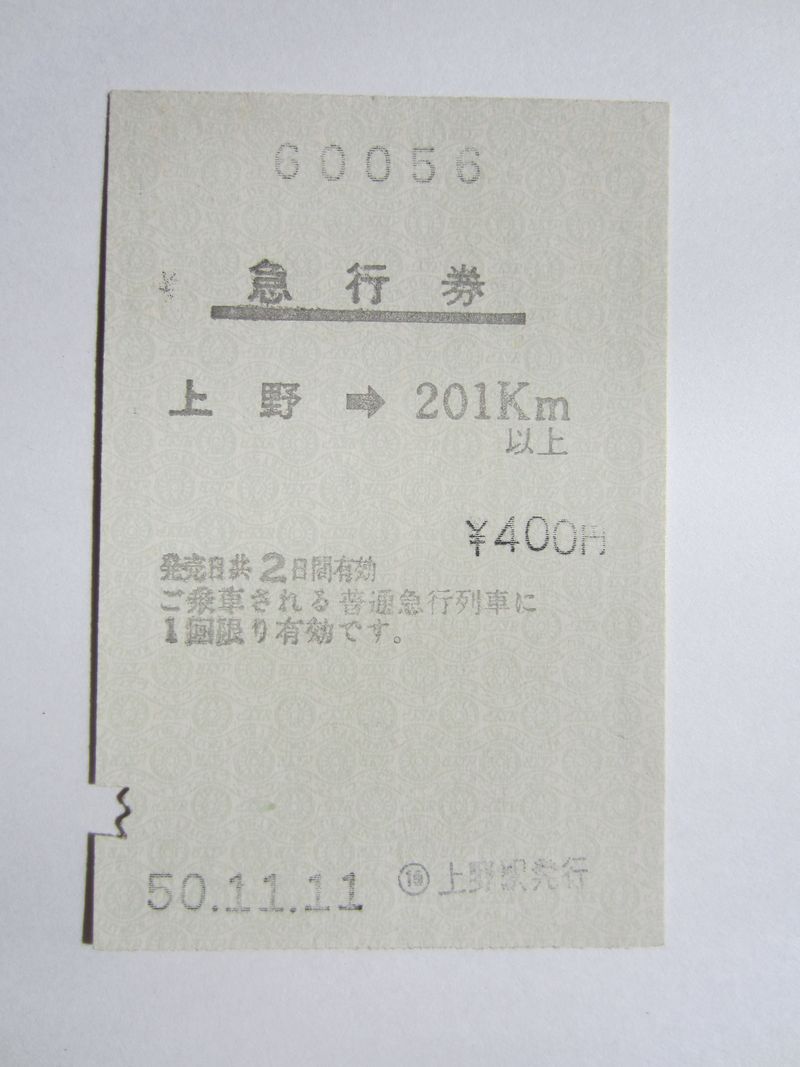 60056
急行券
上野 ➡ 201Km
以上
¥400円
発売日共2日間有効
ご乗車される普通急行列車に
1回限り有効です。
50.11.11 上野駅発行